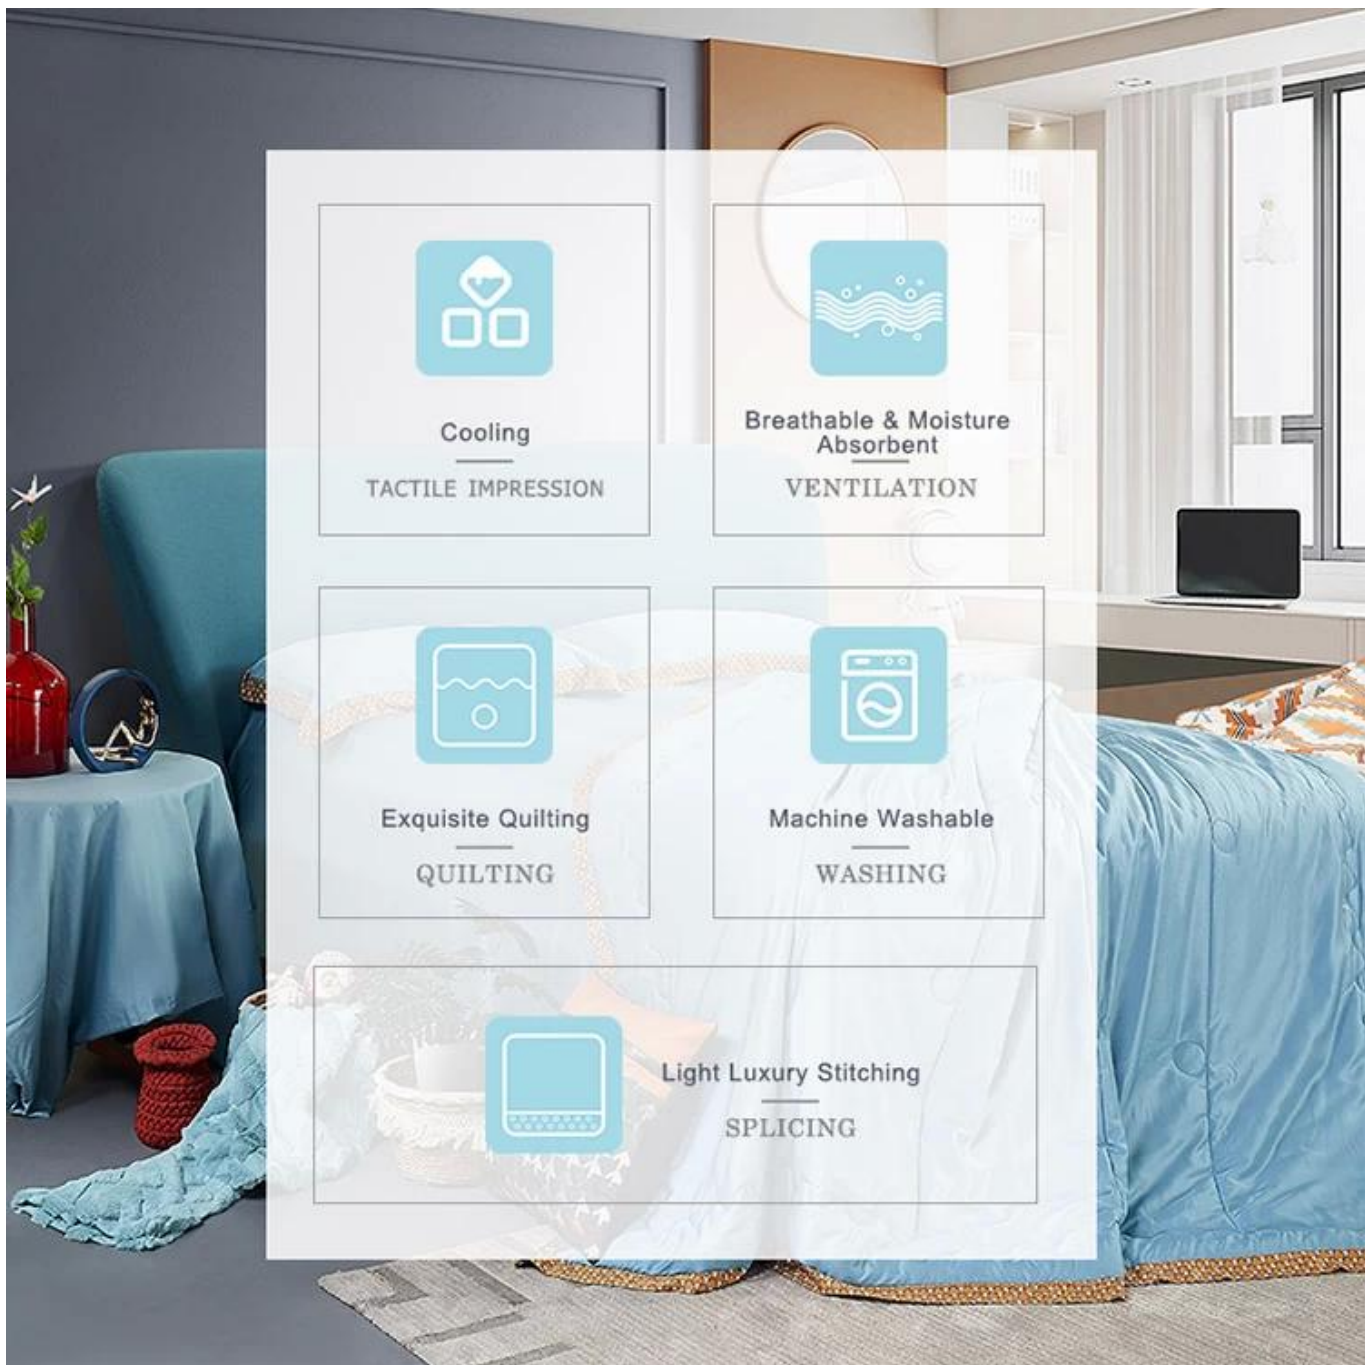 Cooling
TACTILE IMPRESSION
Breathable & Moisture
Absorbent
VENTILATION
Exquisite Quilting
QUILTING
Machine Washable
WASHING
Light Luxury Stitching
SPLICING